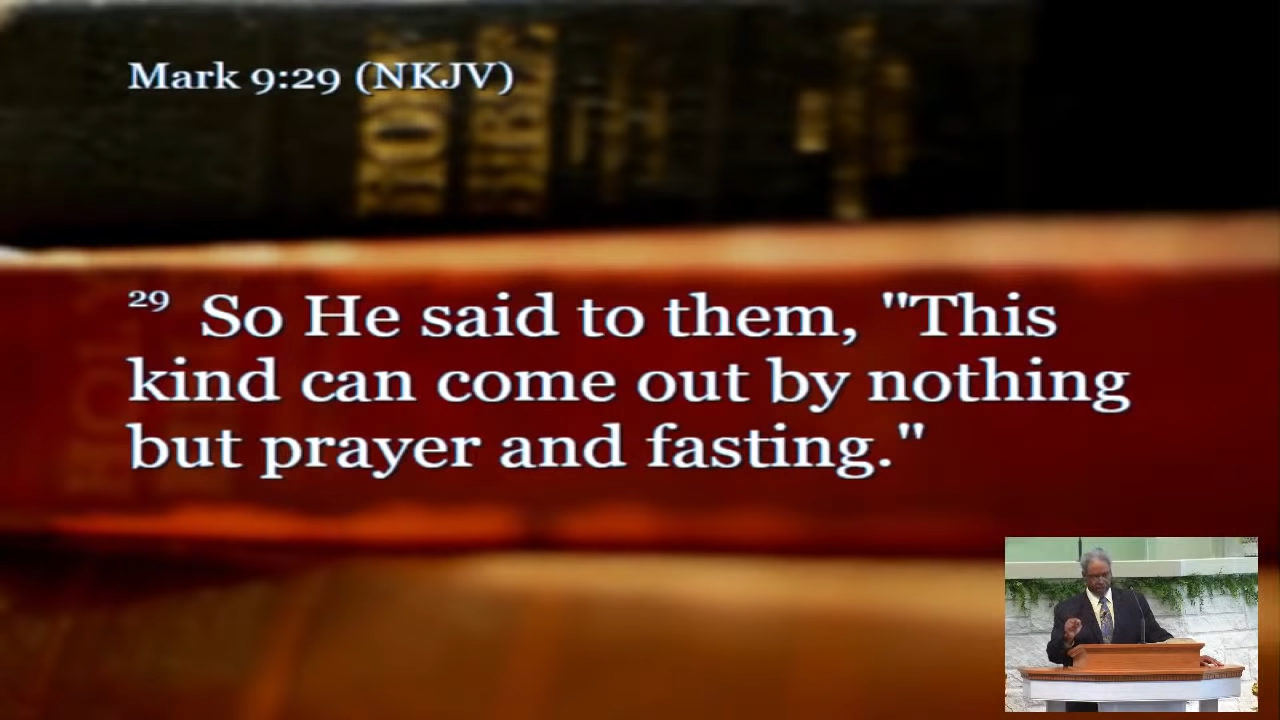 Mark 9:29 (NKJV)
29 So He said to them, "This
kind can come out by nothing
but prayer and fasting."